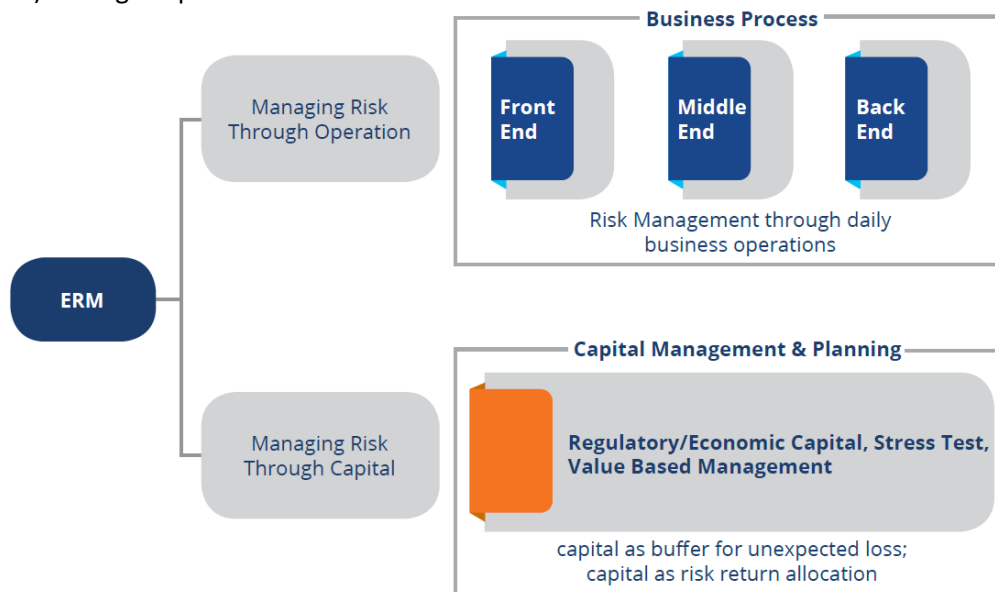 Business Process
Managing Risk
Through Operation
Front
End
Middle
End
Back
End
Risk Management through daily
business operations
ERM
Capital Management & Planning
Managing Risk
Through Capital
Regulatory/Economic Capital, Stress Test,
Value Based Management
capital as buffer for unexpected loss;
capital as risk return allocation